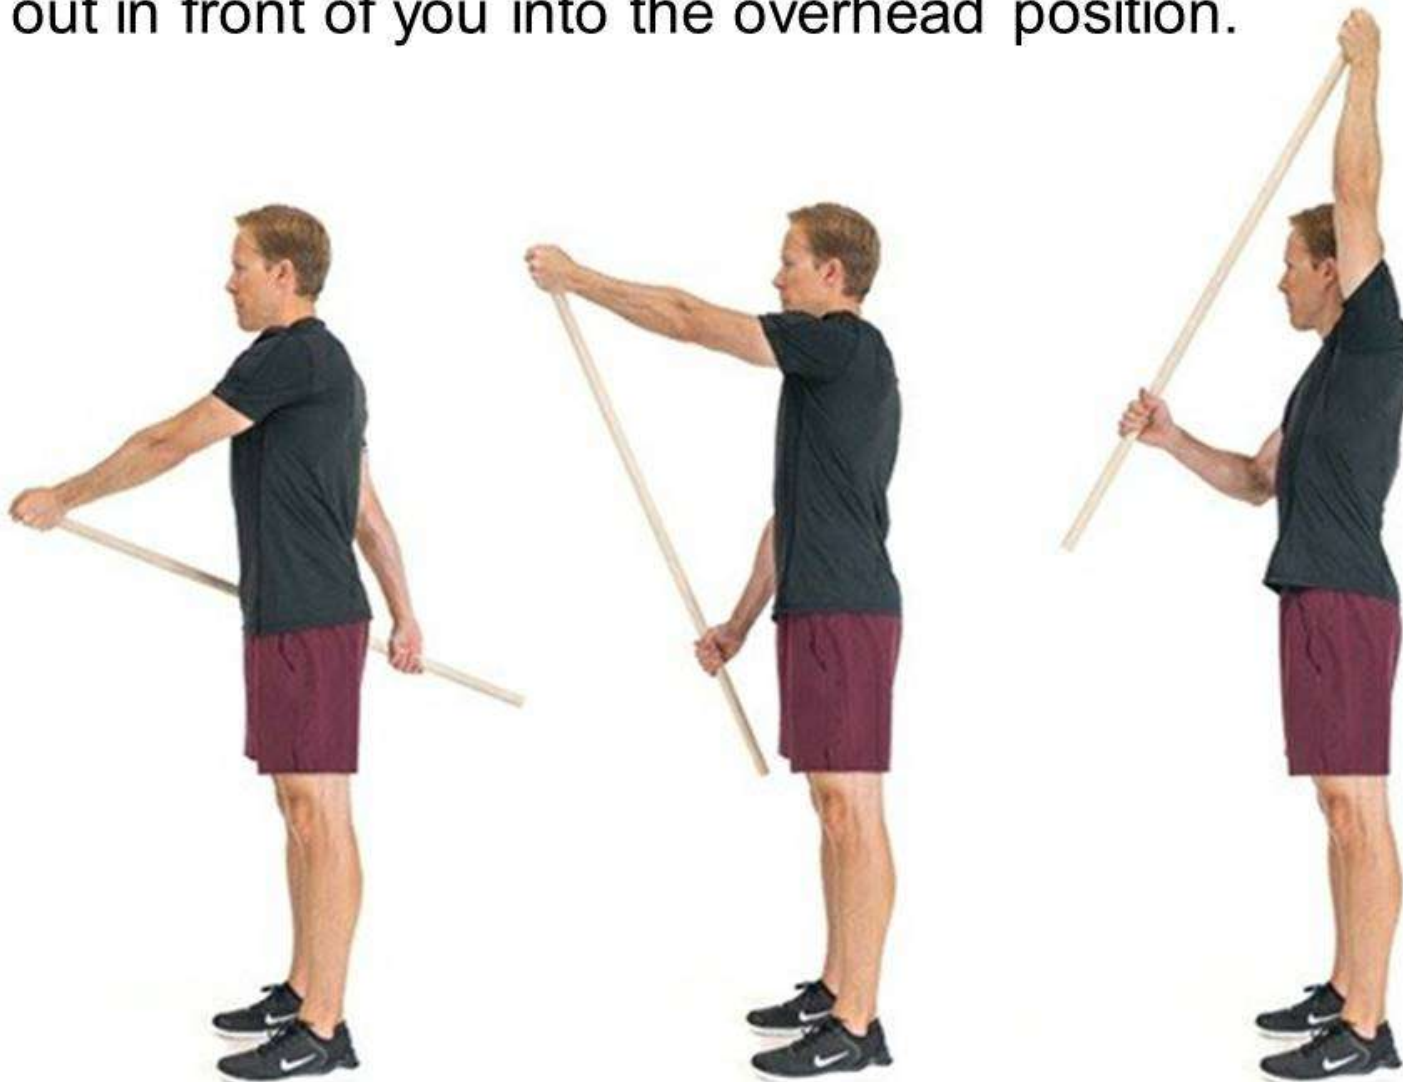 out in front of you into the overhead position.